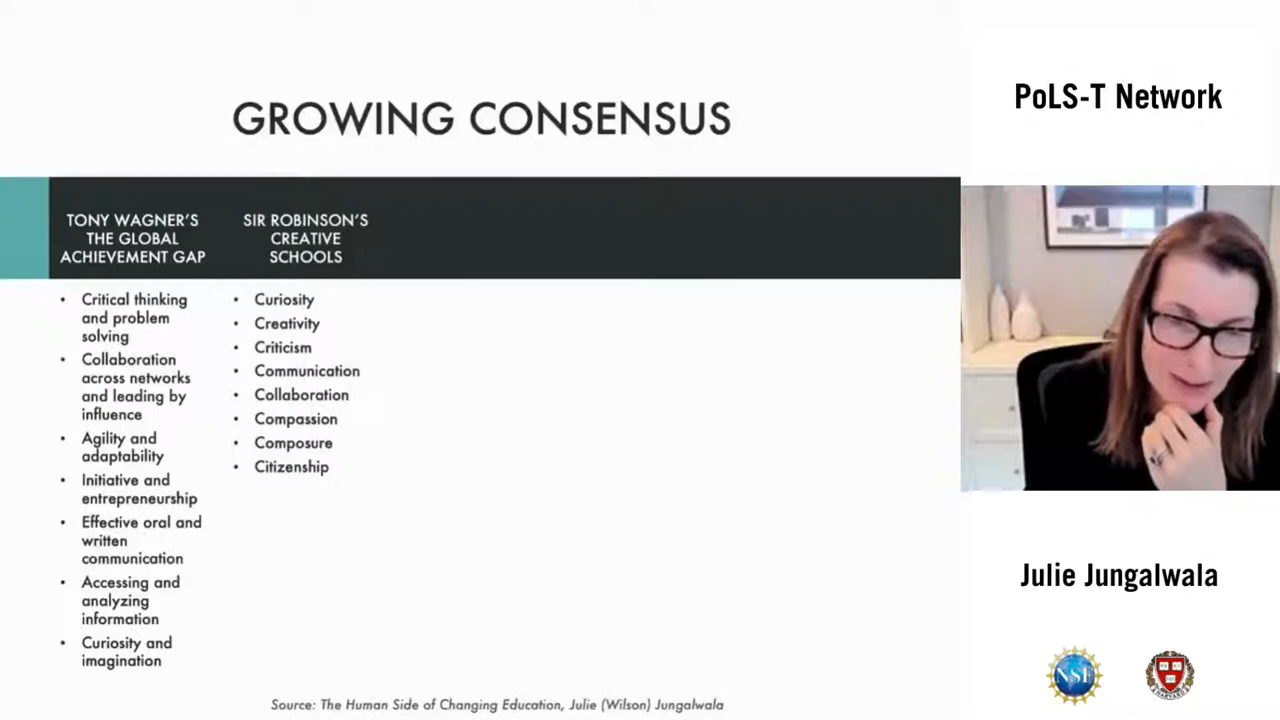 GROWING CONSENSUS
TONY WAGNER'S
THE GLOBAL
ACHIEVEMENT GAP
SIR ROBINSON'S
CREATIVE
SCHOOLS
• Critical thinking
and problem
solving
• Collaboration
across networks
and leading by
influence
• Agility and
adaptability
• Initiative and
entrepreneurship
• Effective oral and
written
communication
• Accessing and
analyzing
information
• Curiosity and
imagination
• Curiosity
• Creativity
• Criticism
• Communication
• Collaboration
• Compassion
• Composure
• Citizenship
Source: The Human Side of Changing Education, Julie (Wilson) Jungalwala
PoLS-T Network
Julie Jungalwala
NSF